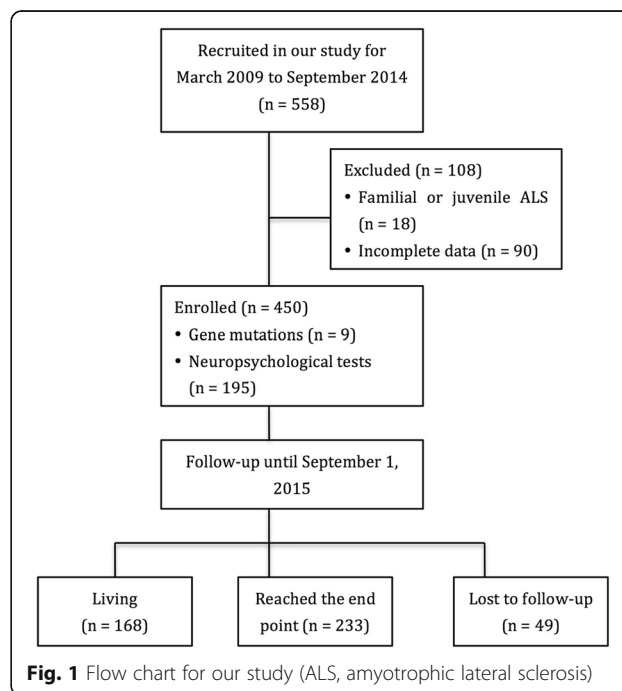 Recruited in our study for
March 2009 to September 2014
(n = 558)
Excluded (n = 108)
• Familial or juvenile ALS
(n = 18)
• Incomplete data (n = 90)
Enrolled (n = 450)
• Gene mutations (n = 9)
• Neuropsychological tests
(n = 195)
Follow-up until September 1,
2015
Living
(n = 168)
Reached the end
point (n = 233)
Lost to follow-up
(n = 49)
Fig. 1 Flow chart for our study (ALS, amyotrophic lateral sclerosis)